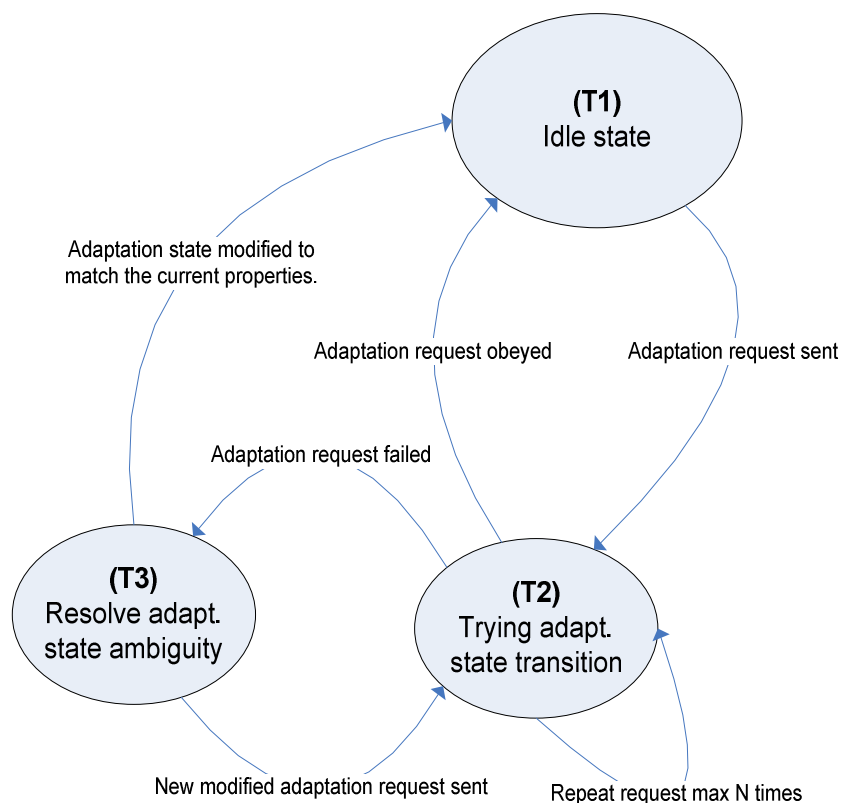 (T1)
Idle state
Adaptation state modified to
match the current properties.
Adaptation request obeyed
Adaptation request sent
Adaptation request failed
(T3)
Resolve adapt.
state ambiguity
(T2)
Trying adapt.
state transition
New modified adaptation request sent
Repeat request max N times